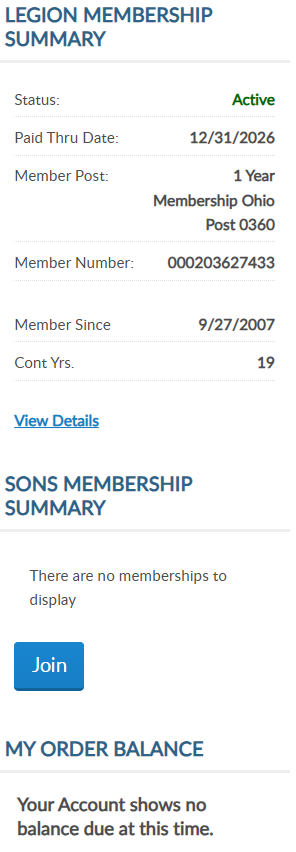 LEGION MEMBERSHIP
SUMMARY
Status: Active
Paid Thru Date: 12/31/2026
Member Post: 1 Year
Membership Ohio
Post 0360
Member Number: 000203627433
Member Since 9/27/2007
Cont Yrs. 19
View Details
SONS MEMBERSHIP
SUMMARY
There are no memberships to
display
Join
MY ORDER BALANCE
Your Account shows no
balance due at this time.